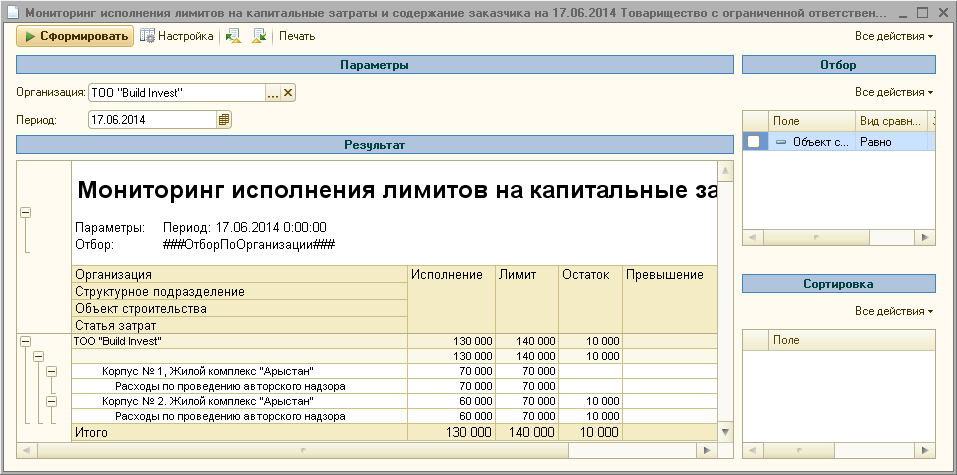 Мониторинг исполнения лимитов на капитальные затраты и содержание заказчика на 17.06.2014 Товарищество с ограниченной ответствен...
Сформировать Настройка Печать Все действия
Параметры
Организация: ТОО "Build Invest" ...
Период: 17.06.2014
Результат
Мониторинг исполнения лимитов на капитальные за
Параметры: Период: 17.06.2014 0:00:00
Отбор: ###ОтборПоОрганизации###
Организация Исполнение Лимит Остаток Превышение
Структурное подразделение
Объект строительства
Статья затрат
ТОО "Build Invest" 130 000 140 000 10 000
130 000 140 000 10 000
Корпус № 1, Жилой комплекс "Арыстан" 70 000 70 000
Расходы по проведению авторского надзора 70 000 70 000
Корпус № 2. Жилой комплекс "Арыстан" 60 000 70 000 10 000
Расходы по проведению авторского надзора 60 000 70 000 10 000
Итого 130 000 140 000 10 000
Отбор
Все действия
Поле Вид сравн...
Объект с... Равно
Сортировка
Все действия
Поле